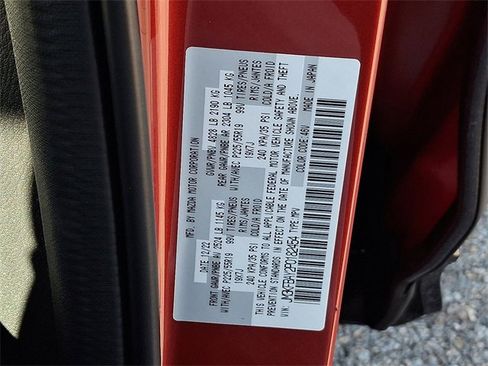 MFD. BY MAZDA MOTOR CORPORATION
DATE: 12/22 GVWR/PNBV 4828 LB 2190 KG
FRONT GAWR/PNBE AV 2524 LB 1145 KG REAR GAWR/PNBE AR 2304 LB 1045 KG
WITH/AVEC P225/55R19 99V TIRES/PNEUS WITH/AVEC P225/55R19 99V TIRES/PNEUS
19X7J RIMS/JANTES 19X7J RIMS/JANTES
240 KPA/35 PSI COLD/A FROID 240 KPA/35 PSI COLD/A FROID
THIS VEHICLE CONFORMS TO ALL APPLICABLE FEDERAL MOTOR VEHICLE SAFETY AND THEFT
PREVENTION STANDARDS IN EFFECT ON THE DATE OF MANUFACTURE SHOWN ABOVE.
TYPE: MPV COLOR CODE: 46V
VIN: MADE IN JAPAN